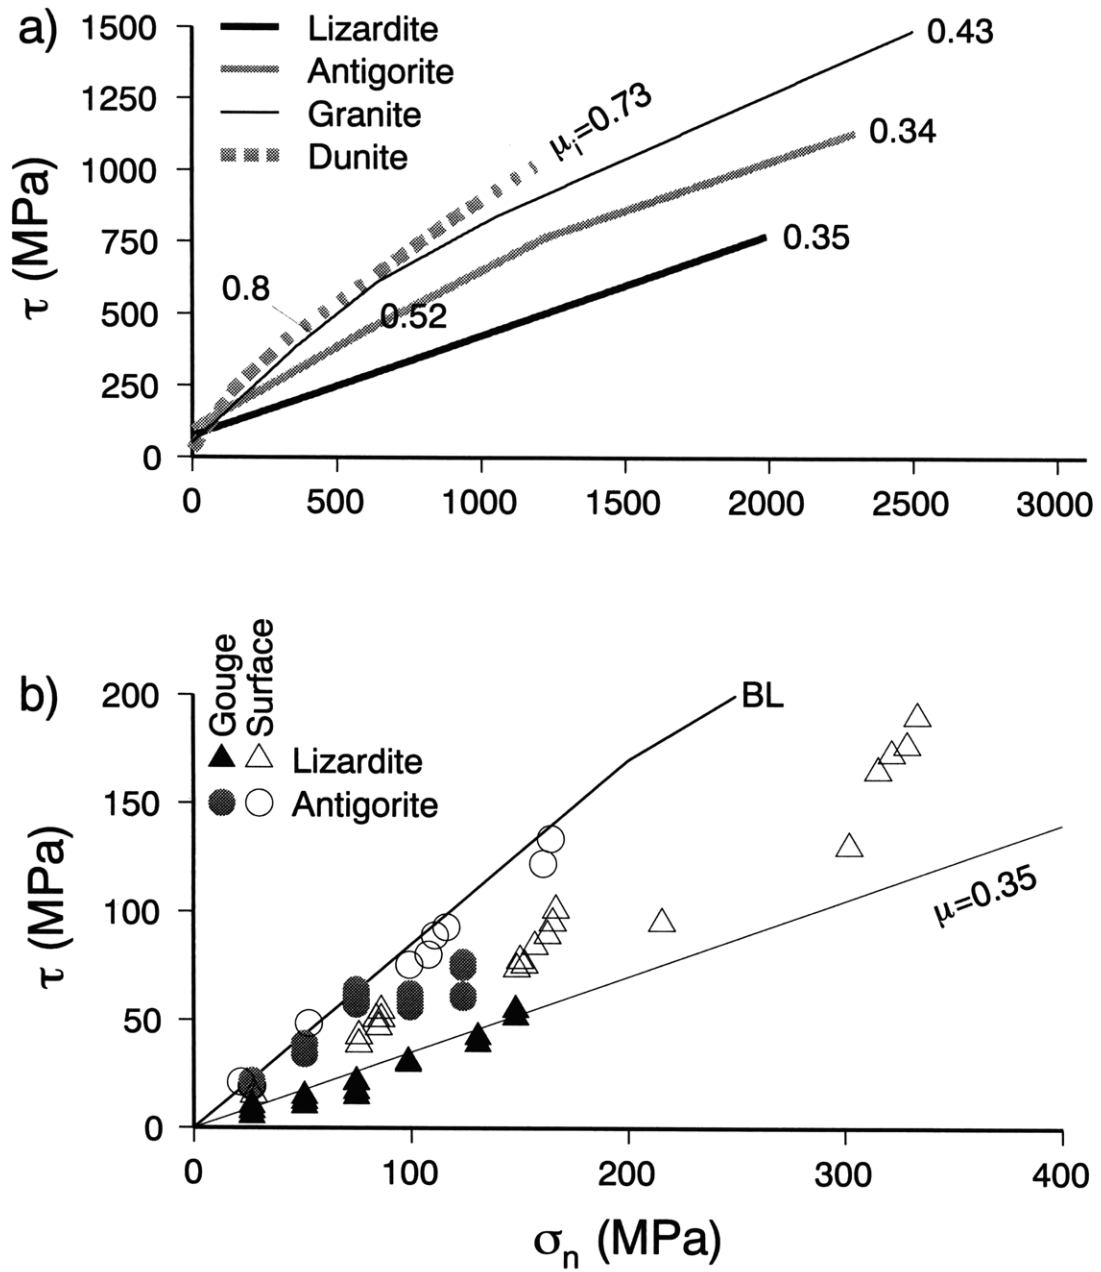 a)
1500
1250
1000
750
500
250
0
τ (MPa)
Lizardite
Antigorite
Granite
Dunite
0.43
μi=0.73
0.34
0.35
0.8
0.52
0 500 1000 1500 2000 2500 3000
b)
200
150
100
50
0
τ (MPa)
Gouge
Surface
Lizardite
Antigorite
BL
μ=0.35
0 100 200 300 400
σn (MPa)